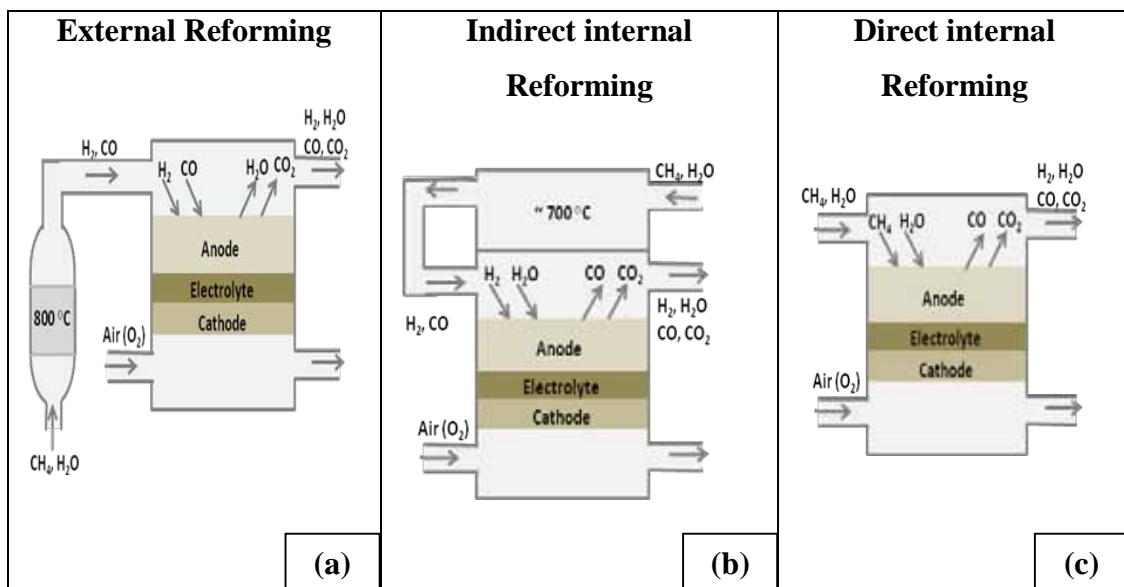 External Reforming
H₂, CO
H₂, H₂O
CO, CO₂
H₂ CO H₂O CO₂
Anode
Electrolyte
Cathode
800 °C
Air (O₂)
CH₄, H₂O
(a)
Indirect internal
Reforming
CH₄, H₂O
~ 700 °C
H₂ H₂O CO CO₂
H₂, CO
H₂, H₂O
CO, CO₂
Anode
Electrolyte
Cathode
Air (O₂)
(b)
Direct internal
Reforming
H₂, H₂O
CO, CO₂
CH₄, H₂O
CH₄ H₂O CO CO₂
Anode
Electrolyte
Cathode
Air (O₂)
(c)